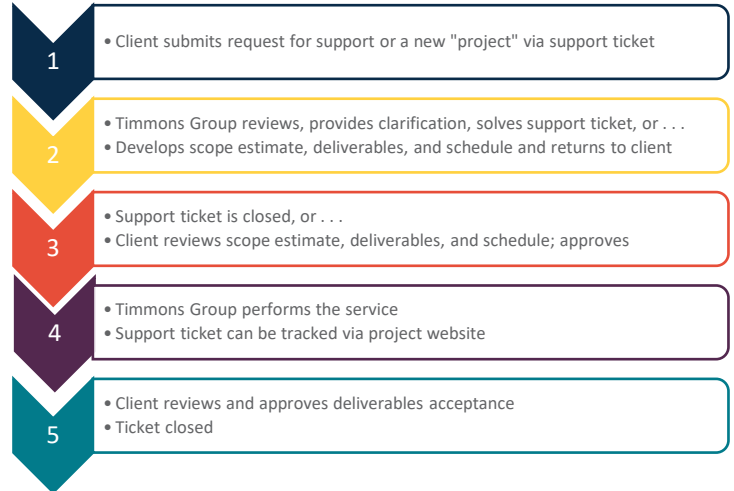 1
• Client submits request for support or a new "project" via support ticket
2
• Timmons Group reviews, provides clarification, solves support ticket, or . . .
• Develops scope estimate, deliverables, and schedule and returns to client
3
• Support ticket is closed, or . . .
• Client reviews scope estimate, deliverables, and schedule; approves
4
• Timmons Group performs the service
• Support ticket can be tracked via project website
5
• Client reviews and approves deliverables acceptance
• Ticket closed